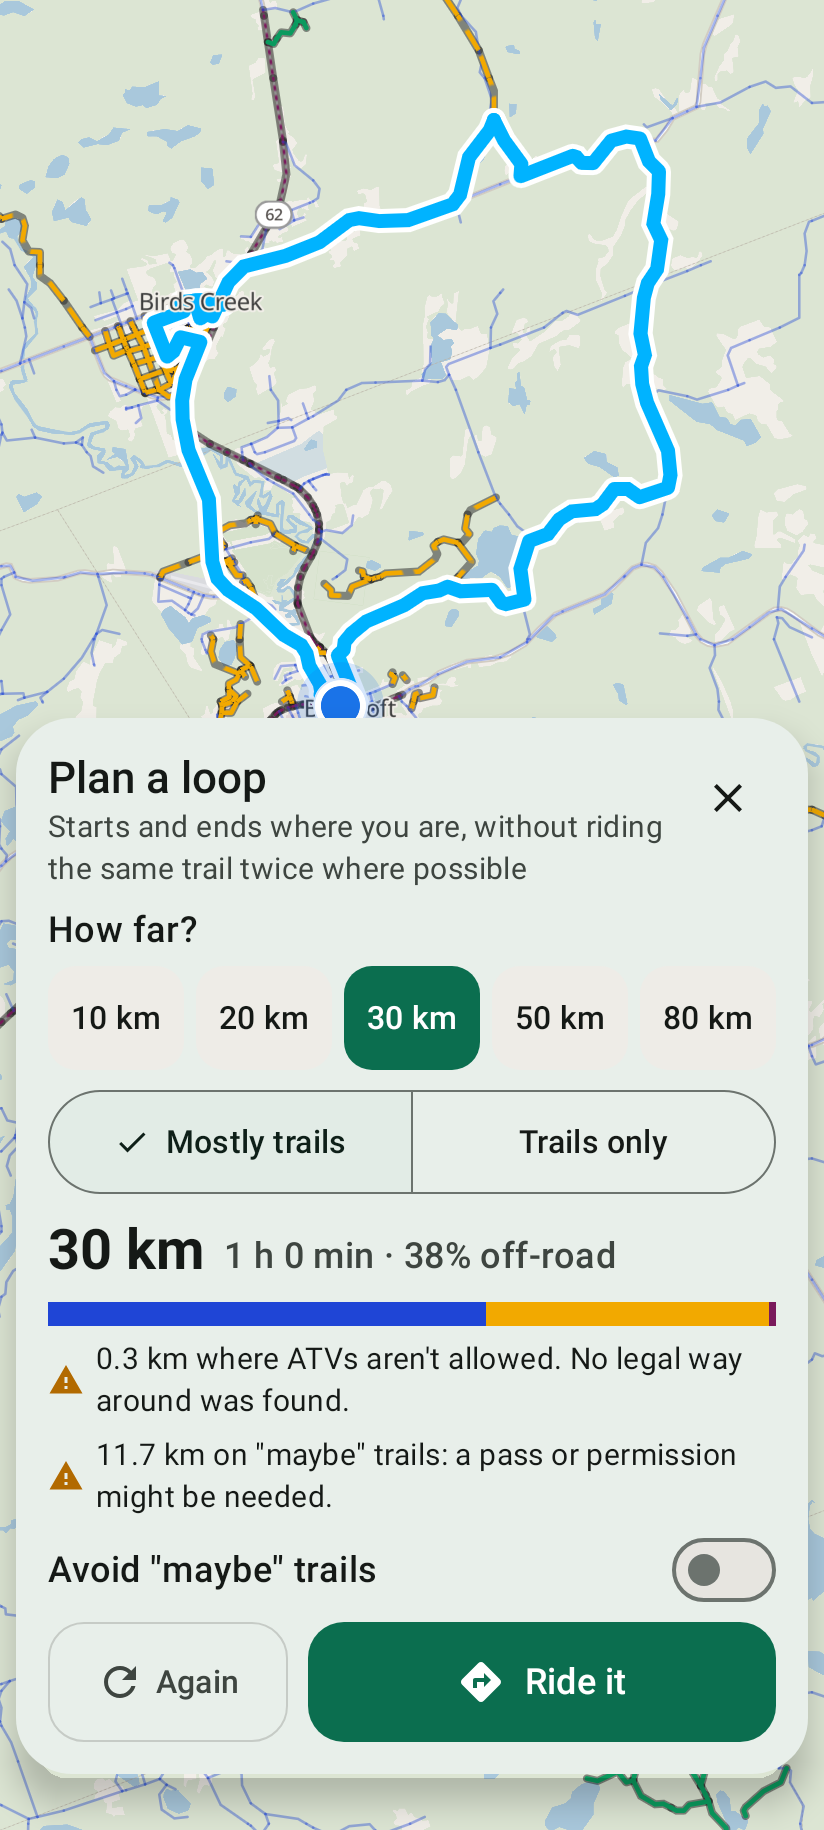 62
Birds Creek
oft
Plan a loop
Starts and ends where you are, without riding
the same trail twice where possible
How far?
10 km
20 km
30 km
50 km
80 km
Mostly trails
Trails only
30 km 1 h 0 min · 38% off-road
0.3 km where ATVs aren't allowed. No legal way
around was found.
11.7 km on "maybe" trails: a pass or permission
might be needed.
Avoid "maybe" trails
Again
Ride it